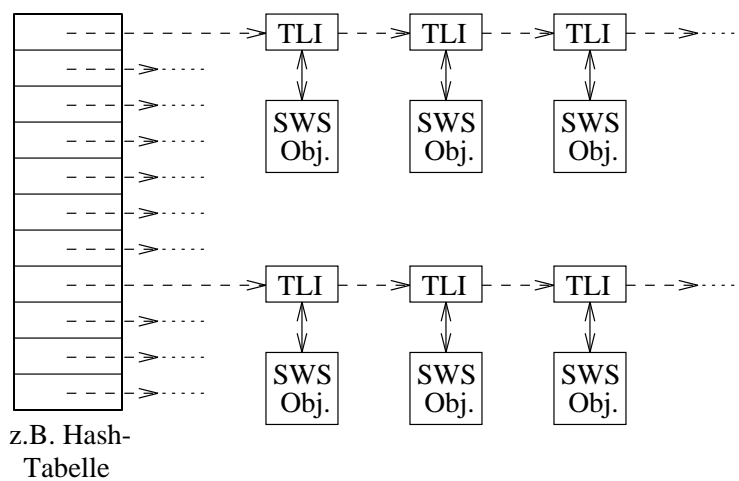 TLI TLI TLI
SWS SWS SWS
Obj. Obj. Obj.
TLI TLI TLI
SWS SWS SWS
Obj. Obj. Obj.
z.B. Hash-
Tabelle